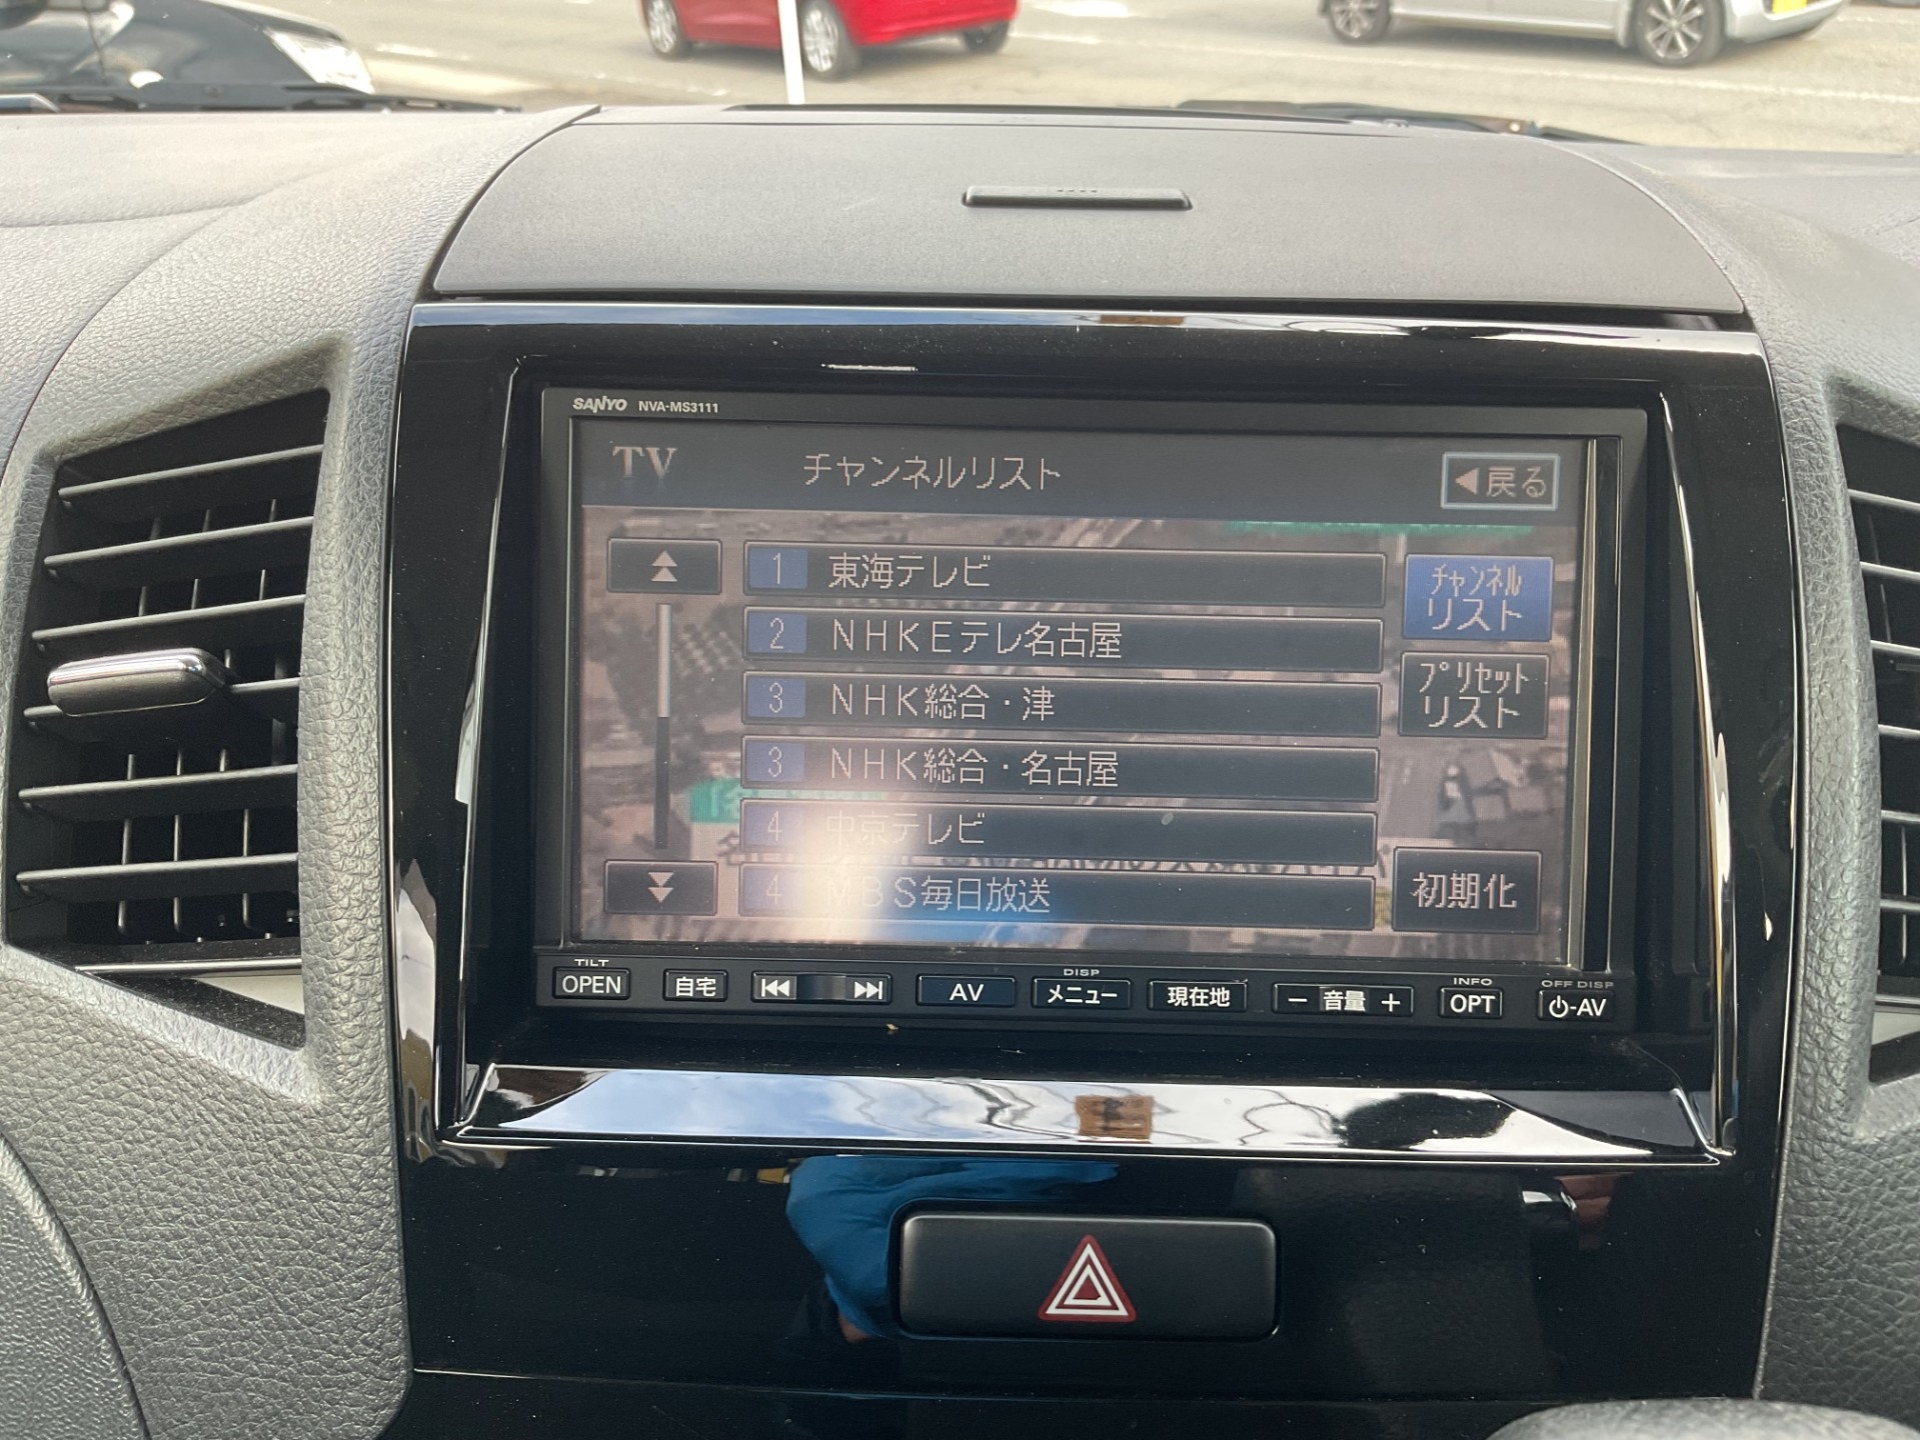 SANYO NVA-MS3111
TV チャンネルリスト ◀戻る
1 東海テレビ
チャンネル
リスト
2 NHKEテレ名古屋
プリセット
リスト
3 NHK総合・津
3 NHK総合・名古屋
4 中京テレビ
4 MBS毎日放送
初期化
TILT
OPEN
自宅
AV
DISP
メニュー
現在地
− 音量 +
INFO
OPT
OFF DISP
⏻-AV